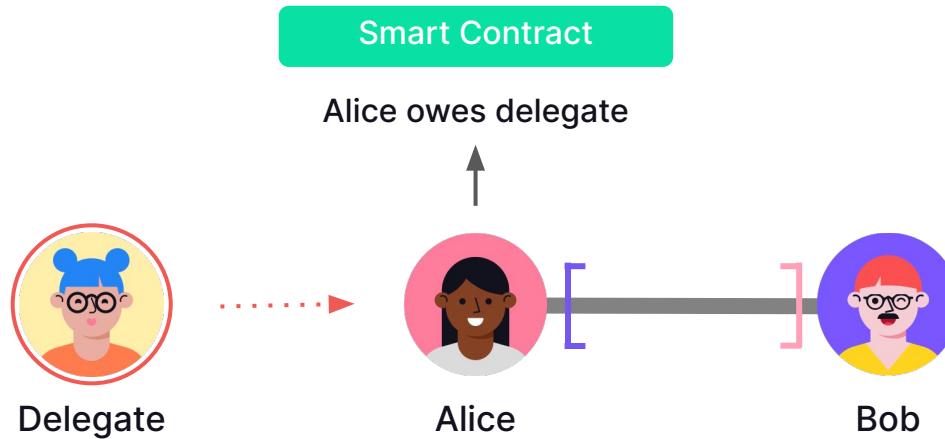 Smart Contract
Alice owes delegate
Delegate
Alice
Bob